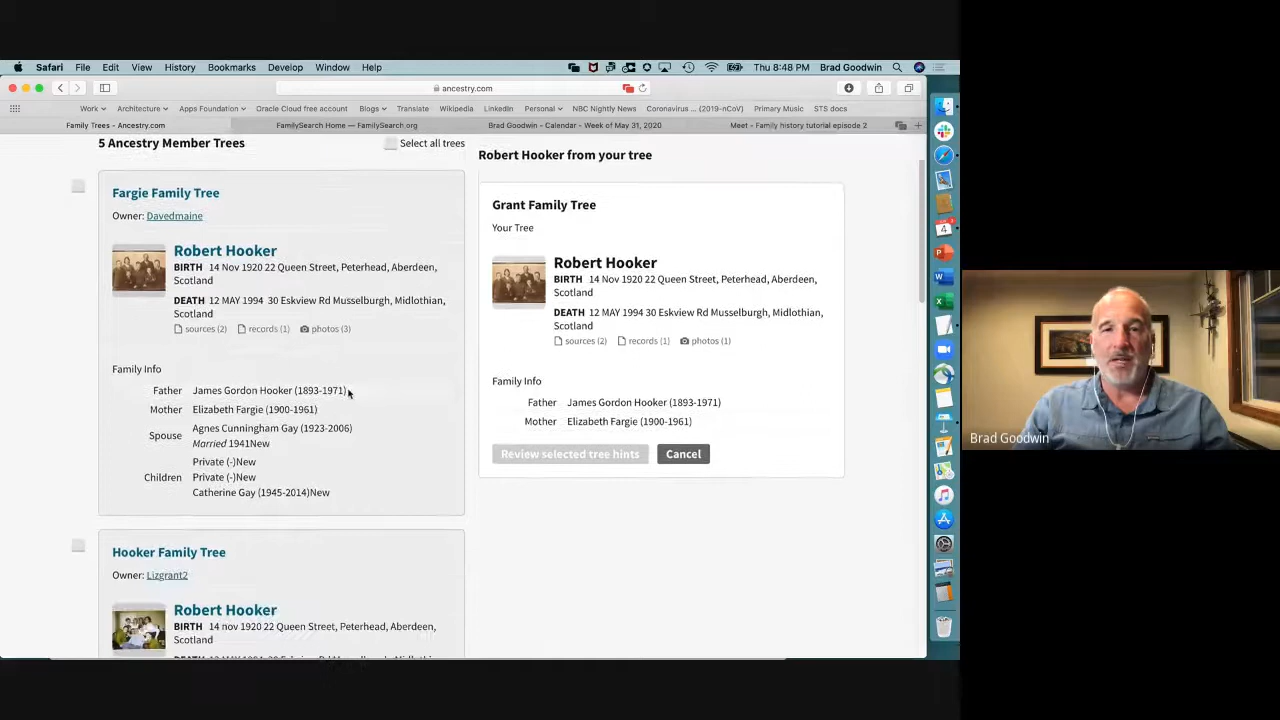 Safari File Edit View History Bookmarks Develop Window Help Thu 8:48 PM Brad Goodwin
ancestry.com
Work Architecture Apps Foundation Oracle Cloud free account Blogs Translate Wikipedia LinkedIn Personal NBC Nightly News Coronavirus ... (2019-nCoV) Primary Music STS docs
Family Trees - Ancestry.com FamilySearch Home — FamilySearch.org Brad Goodwin - Calendar - Week of May 31, 2020 Meet - Family history tutorial episode 2
5 Ancestry Member Trees
Select all trees
Fargie Family Tree
Owner: Davedmaine
Robert Hooker
BIRTH 14 Nov 1920 22 Queen Street, Peterhead, Aberdeen,
Scotland
DEATH 12 MAY 1994 30 Eskview Rd Musselburgh, Midlothian,
Scotland
sources (2) records (1) photos (3)
Family Info
Father James Gordon Hooker (1893-1971)
Mother Elizabeth Fargie (1900-1961)
Spouse Agnes Cunningham Gay (1923-2006)
Married 1941New
Children Private (-)New
Private (-)New
Catherine Gay (1945-2014)New
Hooker Family Tree
Owner: Lizgrant2
Robert Hooker
BIRTH 14 nov 1920 22 Queen Street, Peterhead, Aberdeen,
Scotland
Robert Hooker from your tree
Grant Family Tree
Your Tree
Robert Hooker
BIRTH 14 Nov 1920 22 Queen Street, Peterhead, Aberdeen,
Scotland
DEATH 12 MAY 1994 30 Eskview Rd Musselburgh, Midlothian,
Scotland
sources (2) records (1) photos (1)
Family Info
Father James Gordon Hooker (1893-1971)
Mother Elizabeth Fargie (1900-1961)
Review selected tree hints Cancel
Brad Goodwin